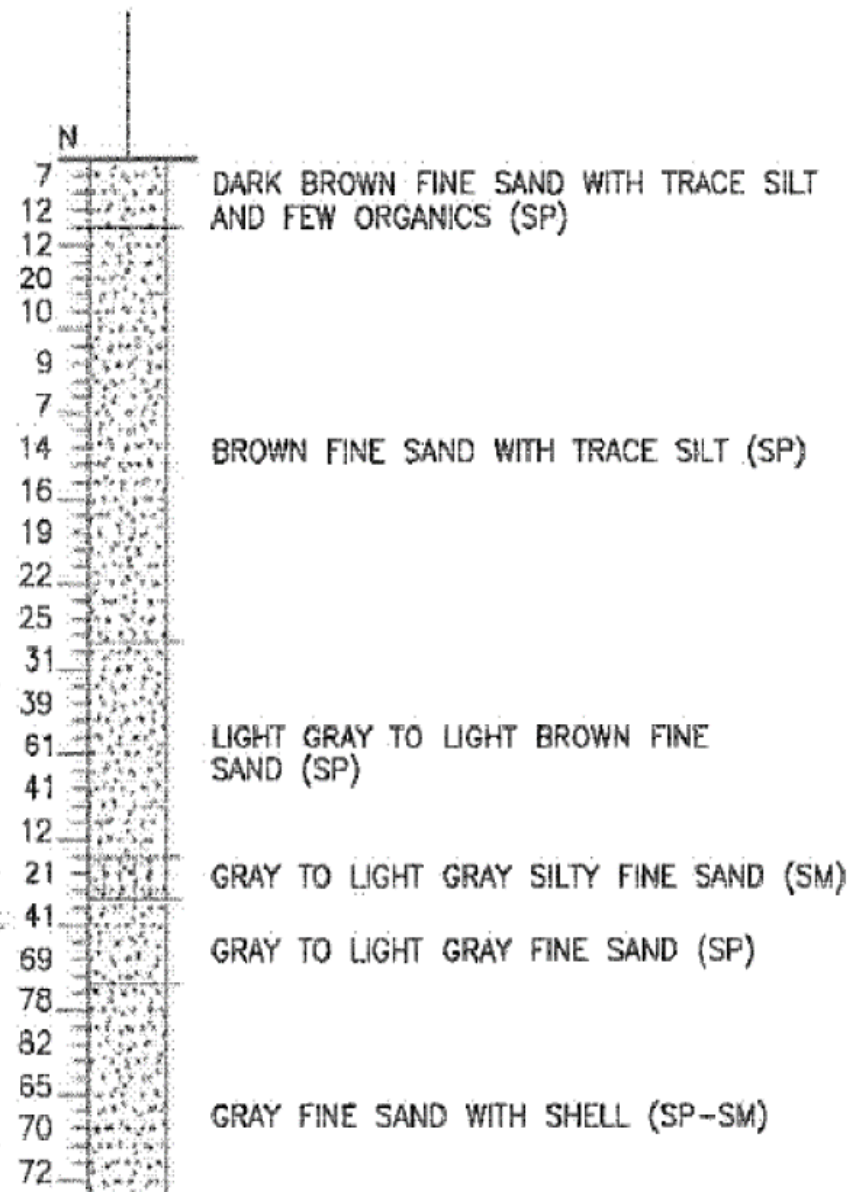 N
7
DARK BROWN FINE SAND WITH TRACE SILT
12
AND FEW ORGANICS (SP)
12
20
10
9
7
14
BROWN FINE SAND WITH TRACE SILT (SP)
16
19
22
25
31
39
61
LIGHT GRAY TO LIGHT BROWN FINE
SAND (SP)
41
12
21
GRAY TO LIGHT GRAY SILTY FINE SAND (SM)
41
69
GRAY TO LIGHT GRAY FINE SAND (SP)
78
82
65
70
GRAY FINE SAND WITH SHELL (SP-SM)
72